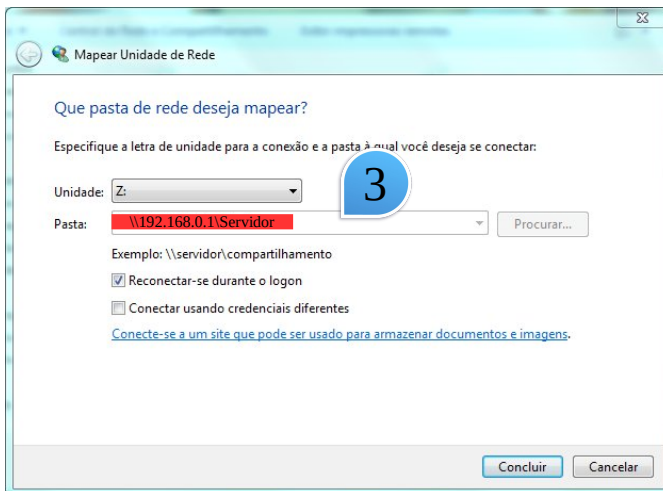 Mapear Unidade de Rede
Que pasta de rede deseja mapear?
Especifique a letra de unidade para a conexão e a pasta à qual você deseja se conectar:
3
Unidade: Z:
Pasta: \\192.168.0.1\Servidor Procurar...
Exemplo: \\servidor\compartilhamento
Reconectar-se durante o logon
Conectar usando credenciais diferentes
Conecte-se a um site que pode ser usado para armazenar documentos e imagens.
Concluir Cancelar